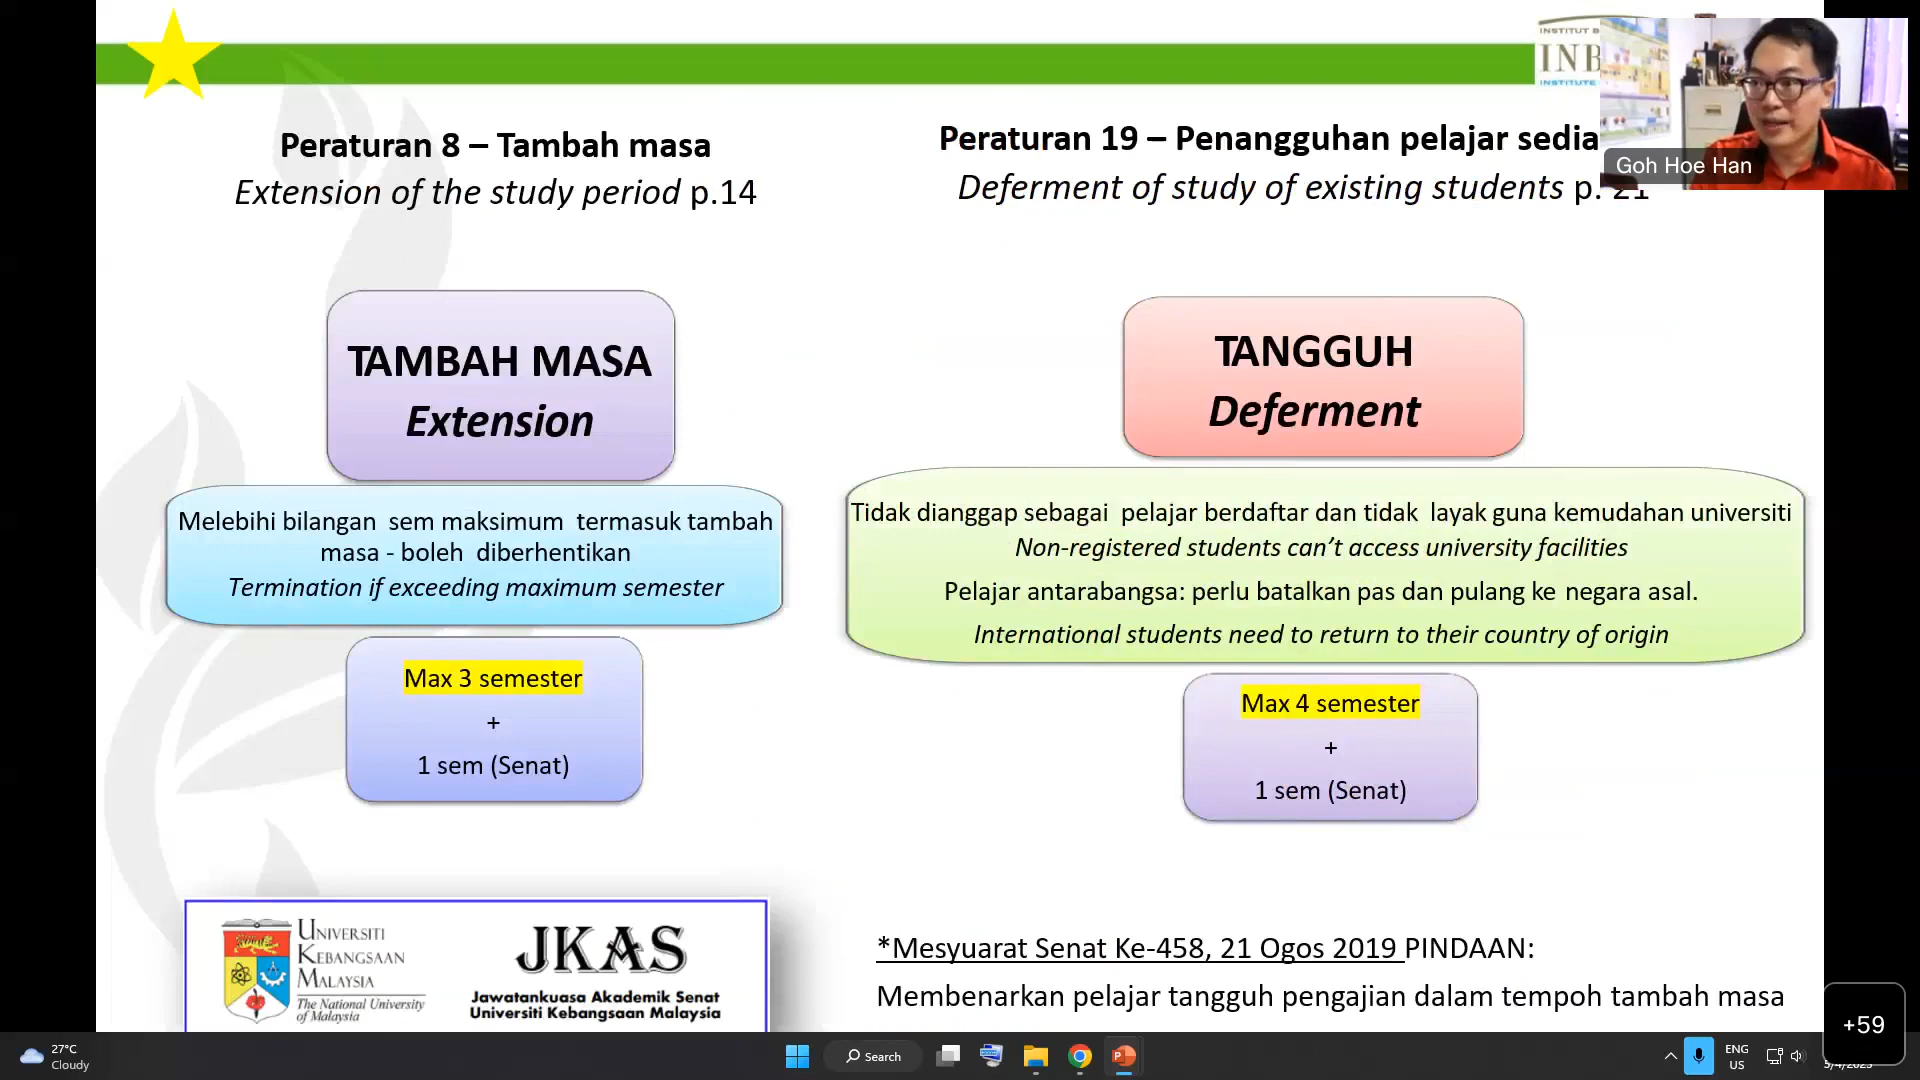 Peraturan 8 – Tambah masa
Extension of the study period p.14
Peraturan 19 – Penangguhan pelajar sedia
Deferment of study of existing students p. 21
INSTITUT B
INB
INSTITUTE
Goh Hoe Han
TAMBAH MASA
Extension
Melebihi bilangan sem maksimum termasuk tambah
masa - boleh diberhentikan
Termination if exceeding maximum semester
Max 3 semester
+
1 sem (Senat)
TANGGUH
Deferment
Tidak dianggap sebagai pelajar berdaftar dan tidak layak guna kemudahan universiti
Non-registered students can’t access university facilities
Pelajar antarabangsa: perlu batalkan pas dan pulang ke negara asal.
International students need to return to their country of origin
Max 4 semester
+
1 sem (Senat)
UNIVERSITI
KEBANGSAAN
MALAYSIA
The National University
of Malaysia
JKAS
Jawatankuasa Akademik Senat
Universiti Kebangsaan Malaysia
*Mesyuarat Senat Ke-458, 21 Ogos 2019 PINDAAN:
Membenarkan pelajar tangguh pengajian dalam tempoh tambah masa
+59
27°C
Cloudy
Search
ENG
US